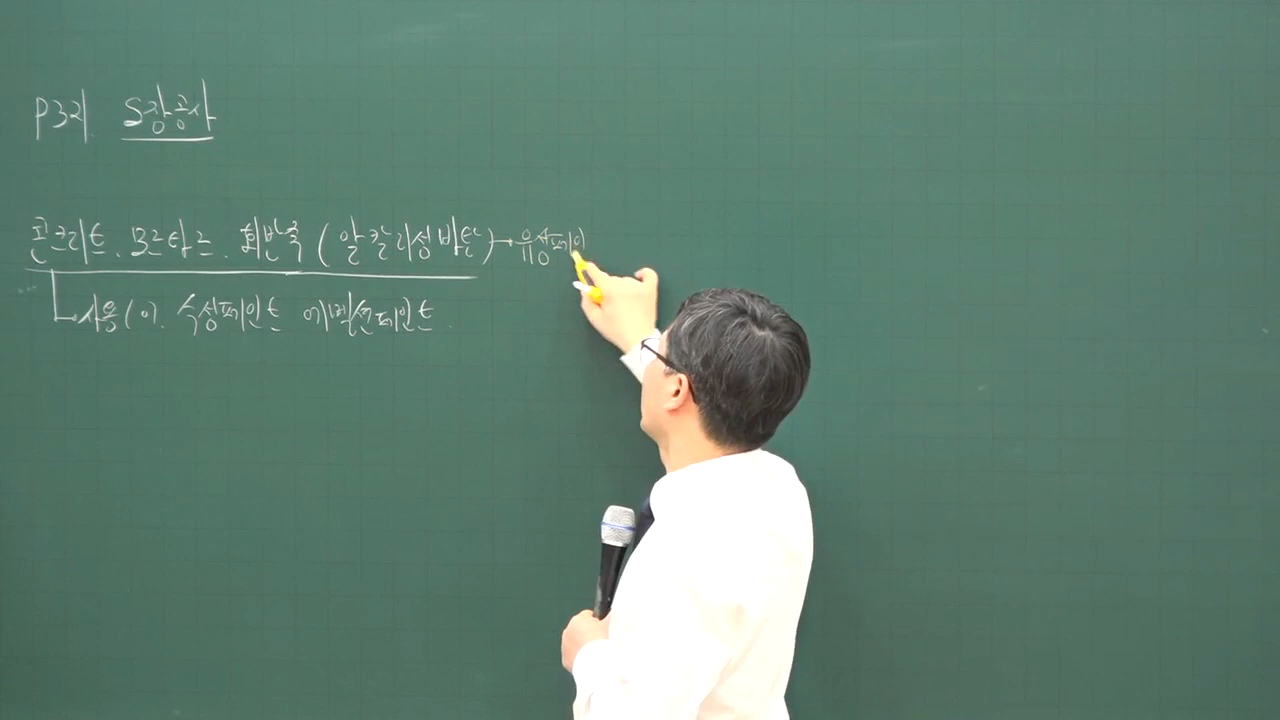 P321 도장공사
콘크리트, 모르타르, 회반죽 (알칼리성 바탕) → 유성페이
사용(이. 수성페인트 에멀션페인트